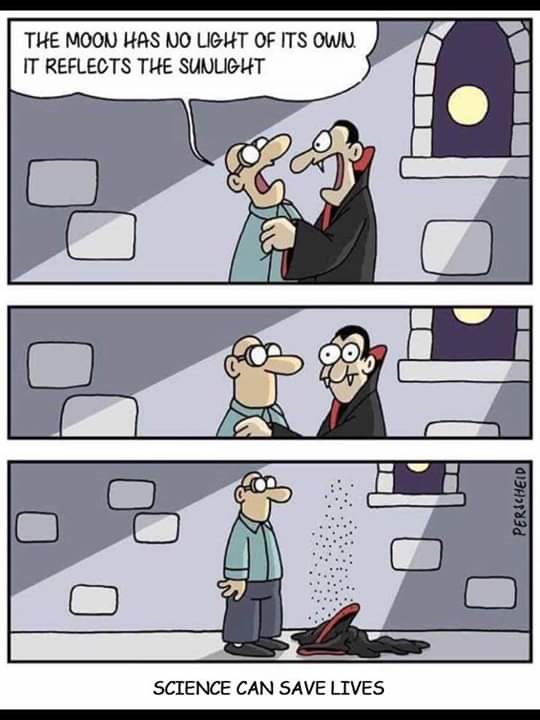 THE MOON HAS NO LIGHT OF ITS OWN.
IT REFLECTS THE SUNLIGHT
PERSCHEID
SCIENCE CAN SAVE LIVES